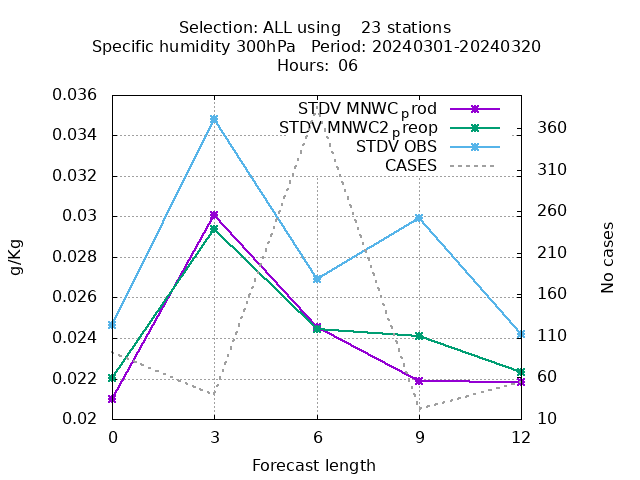 Selection: ALL using    23 stations
Specific humidity 300hPa   Period: 20240301-20240320
Hours: 06
STDV MNWC_prod
STDV MNWC2_preop
STDV OBS
CASES
g/Kg
0.036
0.034
0.032
0.03
0.028
0.026
0.024
0.022
0.02
360
310
260
210
160
110
60
10
No cases
0 3 6 9 12
Forecast length